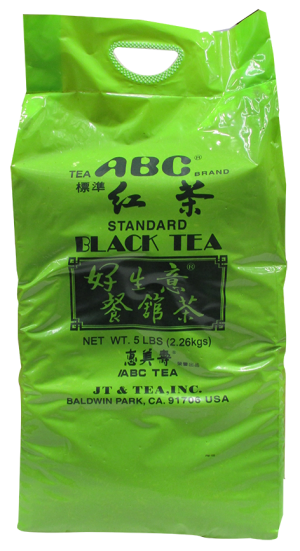 TEA ABC® BRAND
標準 红茶
STANDARD
BLACK TEA
好生意®
餐館茶
NET WT. 5 LBS (2.26kgs)
ABC TEA
JT & TEA, INC.
BALDWIN PARK, CA. 91706 USA